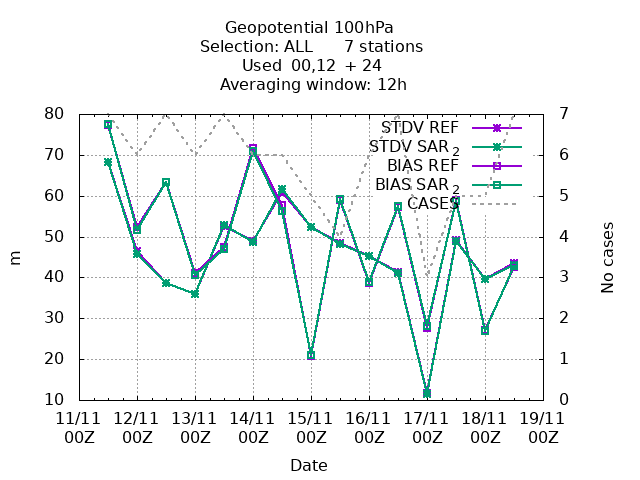 Geopotential 100hPa
Selection: ALL 7 stations
Used 00,12 + 24
Averaging window: 12h
STDV REF
STDV SAR 2
BIAS REF
BIAS SAR 2
CASES
80
70
60
50
40
30
20
10
m
7
6
5
4
3
2
1
0
No cases
11/11 12/11 13/11 14/11 15/11 16/11 17/11 18/11 19/11
00Z 00Z 00Z 00Z 00Z 00Z 00Z 00Z 00Z
Date